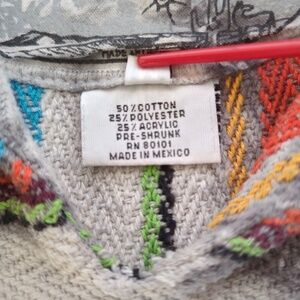 50% COTTON
25% POLYESTER
25% ACRYLIC
PRE-SHRUNK
RN 80101
MADE IN MEXICO